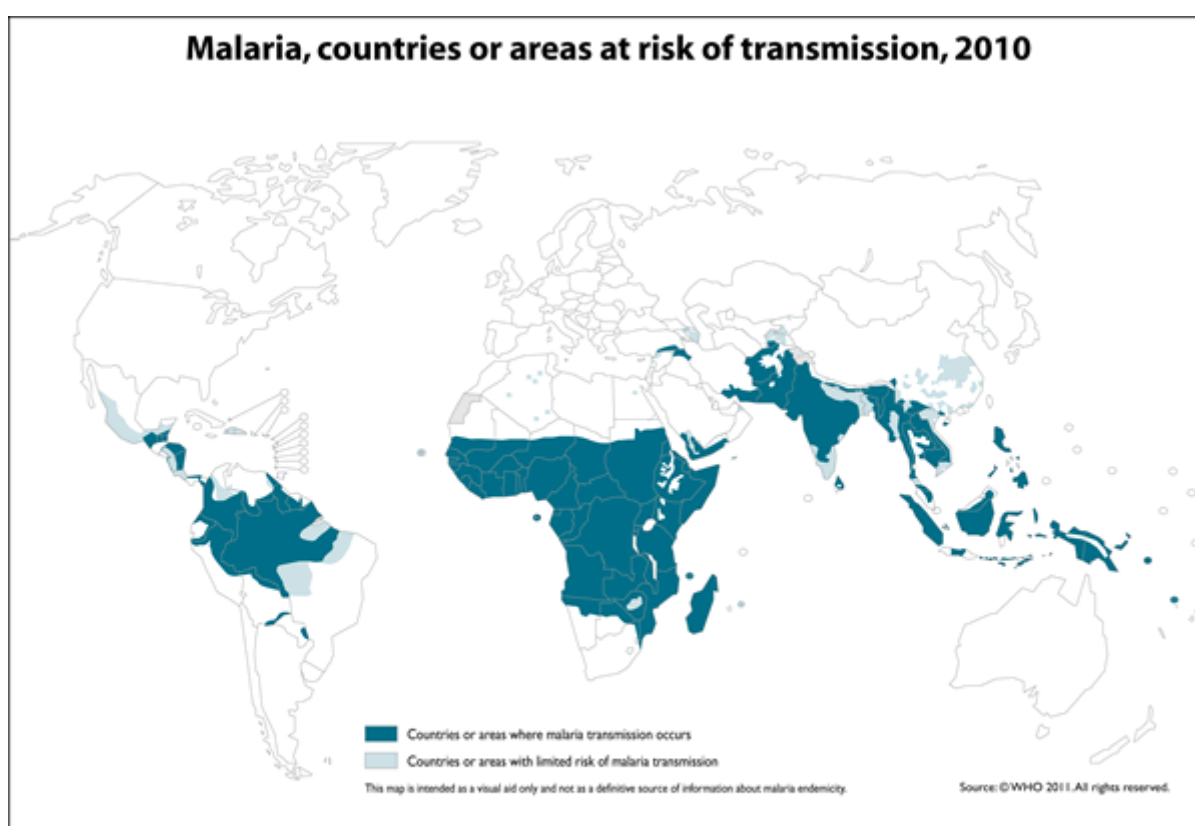 Malaria, countries or areas at risk of transmission, 2010
Countries or areas where malaria transmission occurs
Countries or areas with limited risk of malaria transmission
This map is intended as a visual aid only and not as a definitive source of information about malaria endemicity.
Source: © WHO 2011. All rights reserved.